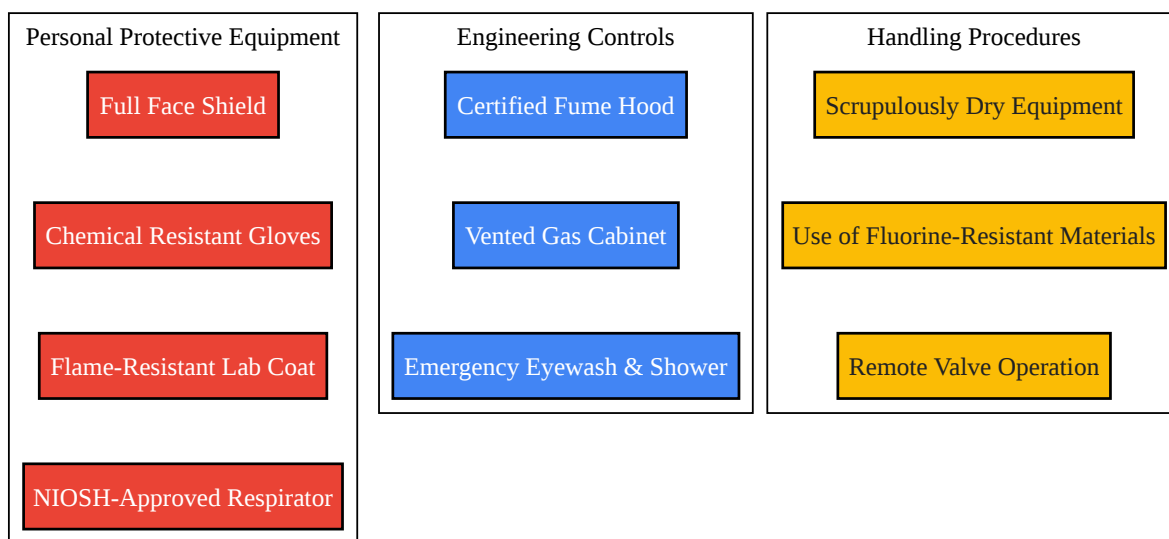 Personal Protective Equipment
Full Face Shield
Chemical Resistant Gloves
Flame-Resistant Lab Coat
NIOSH-Approved Respirator
Engineering Controls
Certified Fume Hood
Vented Gas Cabinet
Emergency Eyewash & Shower
Handling Procedures
Scrupulously Dry Equipment
Use of Fluorine-Resistant Materials
Remote Valve Operation